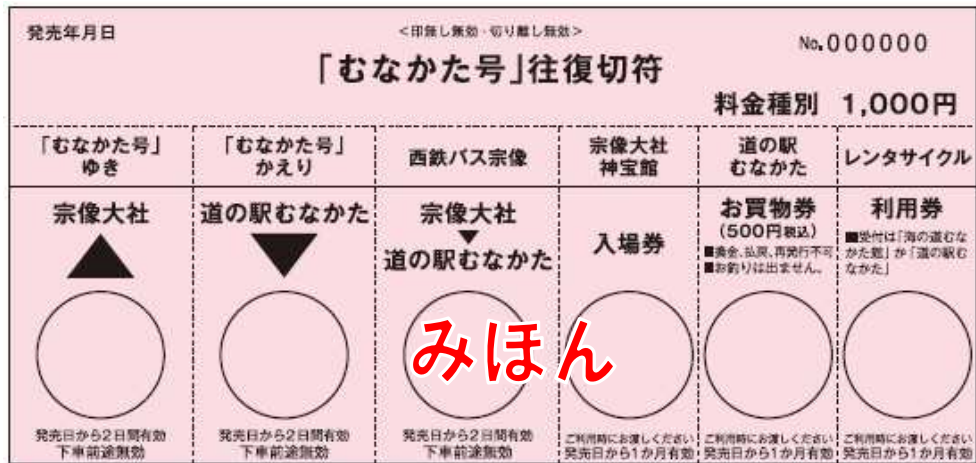 発売年月日
<印無し無効・切り離し無効>
No.000000
「むなかた号」往復切符
料金種別 1,000円
「むなかた号」
ゆき
「むなかた号」
かえり
西鉄バス宗像
宗像大社
神宝館
道の駅
むなかた
レンタサイクル
宗像大社
▲
道の駅むなかた
▼
宗像大社
▼
道の駅むなかた
入場券
お買物券
(500円税込)
■換金、払戻、再発行不可
■お釣りは出ません。
利用券
■受付は「海の道むな
かた館」か「道の駅む
なかた」
みほん
発売日から2日間有効
下車前途無効
発売日から2日間有効
下車前途無効
発売日から2日間有効
下車前途無効
ご利用時にお渡しください
発売日から1か月有効
ご利用時にお渡しください
発売日から1か月有効
ご利用時にお渡しください
発売日から1か月有効